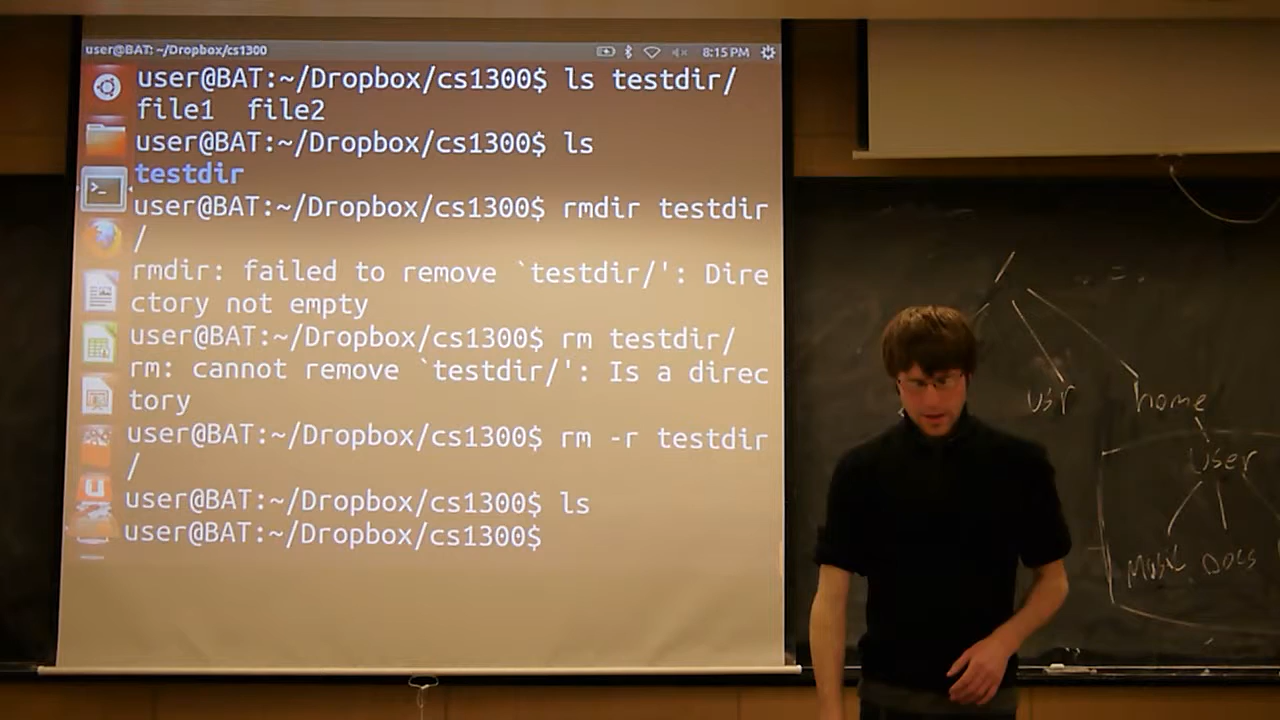 user@BAT: ~/Dropbox/cs1300
8:15 PM
user@BAT:~/Dropbox/cs1300$ ls testdir/
file1  file2
user@BAT:~/Dropbox/cs1300$ ls
testdir
user@BAT:~/Dropbox/cs1300$ rmdir testdir
/
rmdir: failed to remove `testdir/': Dire
ctory not empty
user@BAT:~/Dropbox/cs1300$ rm testdir/
rm: cannot remove `testdir/': Is a direc
tory
user@BAT:~/Dropbox/cs1300$ rm -r testdir
/
user@BAT:~/Dropbox/cs1300$ ls
user@BAT:~/Dropbox/cs1300$
/
usr
home
user
Music Docs